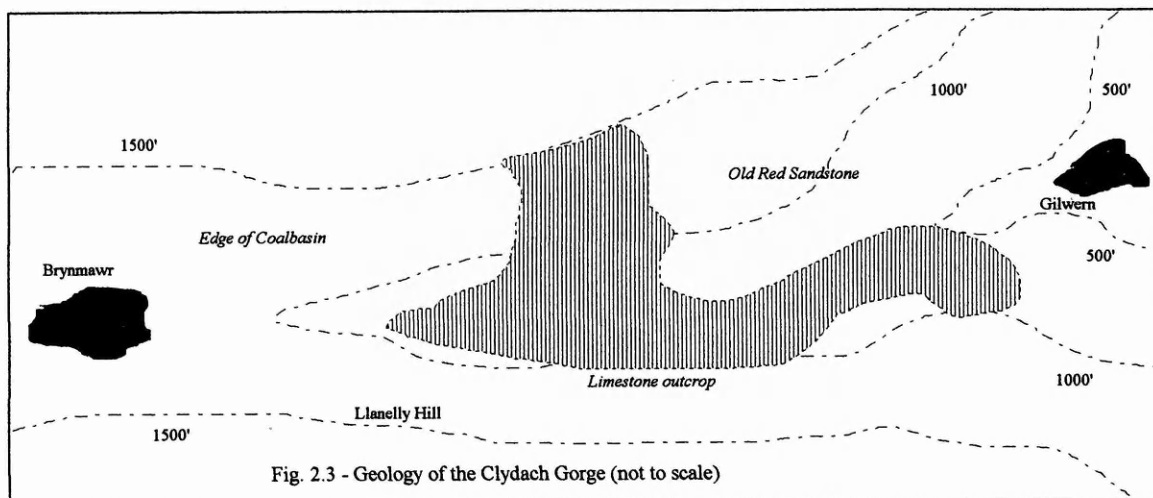 1000'
500'
1500'
Old Red Sandstone
Gilwern
Edge of Coalbasin
500'
Brynmawr
1000'
Limestone outcrop
Llanelly Hill
1500'
Fig. 2.3 - Geology of the Clydach Gorge (not to scale)